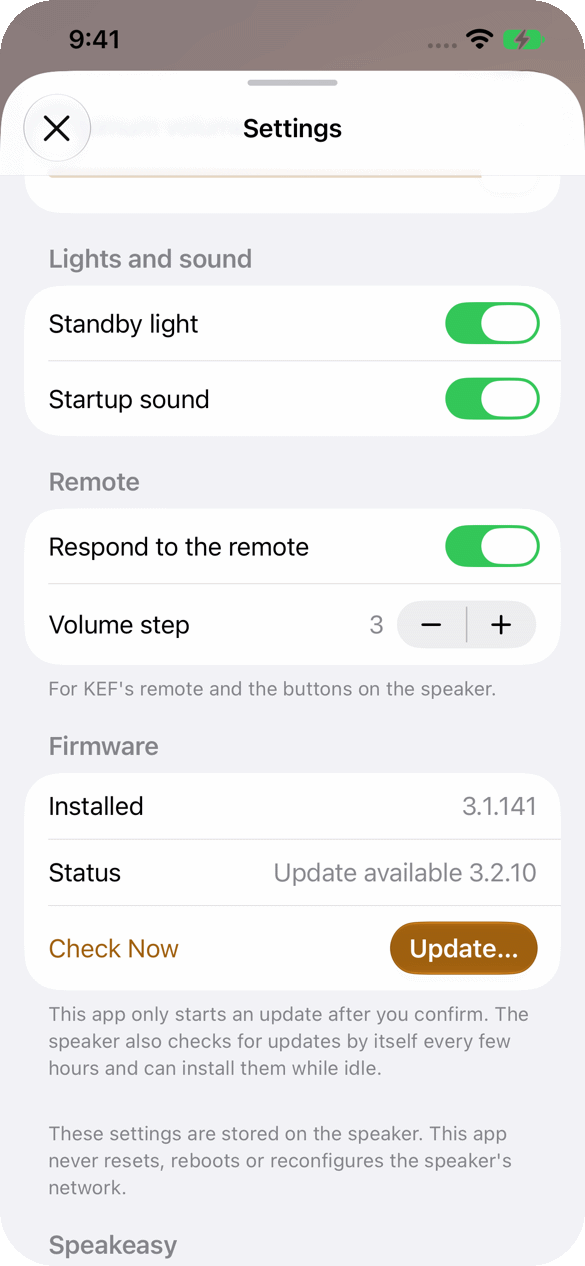 9:41
Settings
Lights and sound
Standby light
Startup sound
Remote
Respond to the remote
Volume step 3 − +
For KEF's remote and the buttons on the speaker.
Firmware
Installed 3.1.141
Status Update available 3.2.10
Check Now Update...
This app only starts an update after you confirm. The
speaker also checks for updates by itself every few
hours and can install them while idle.
These settings are stored on the speaker. This app
never resets, reboots or reconfigures the speaker's
network.
Speakeasy